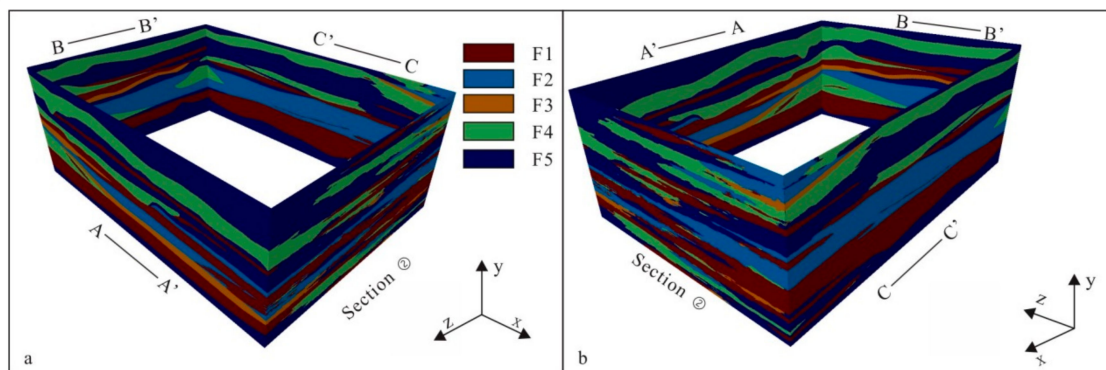 B
B’
C’
C
F1
F2
F3
F4
F5
A
A’
Section ②
y
z
x
a
A
A’
B
B’
C’
C
Section ②
y
z
x
b